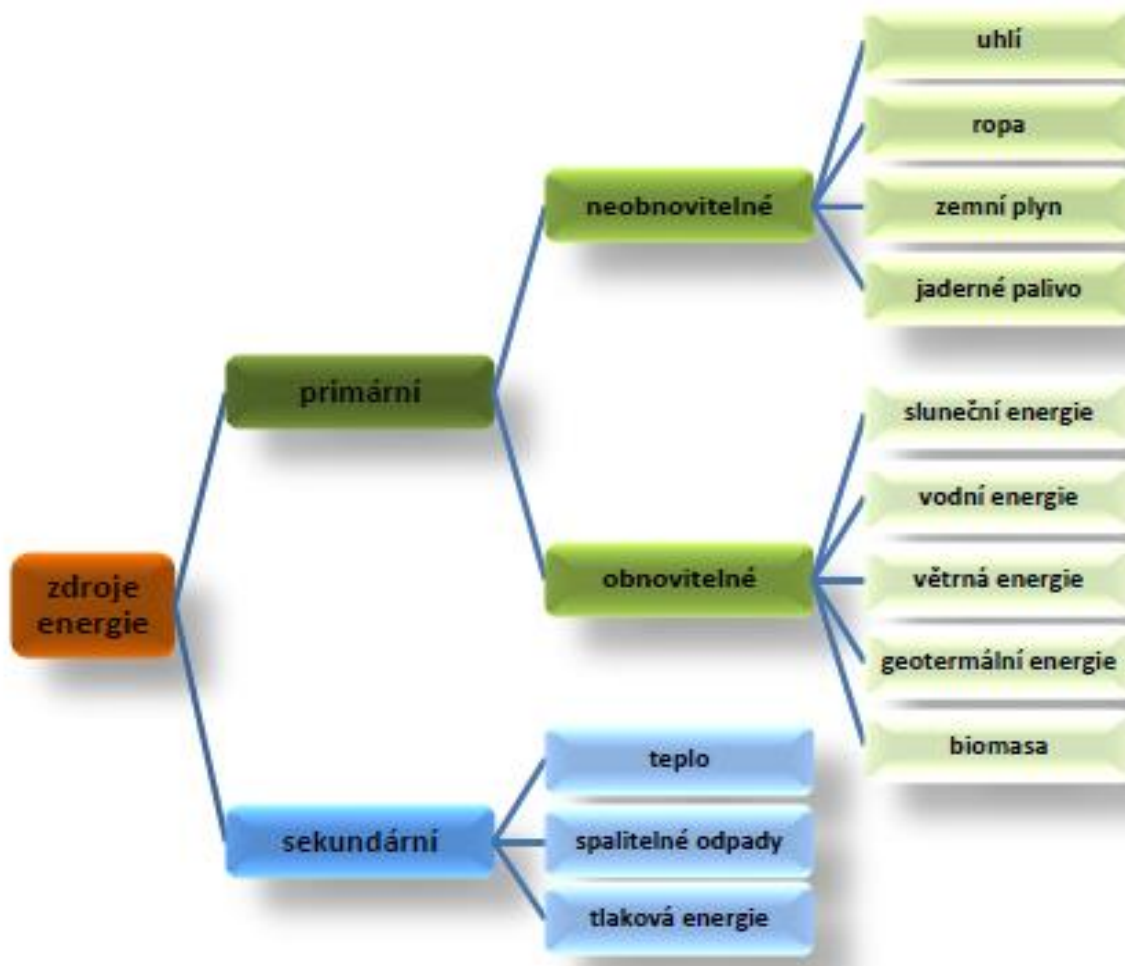 zdroje
energie
primární
neobnovitelné
uhlí
ropa
zemní plyn
jaderné palivo
obnovitelné
sluneční energie
vodní energie
větrná energie
geotermální energie
biomasa
sekundární
teplo
spalitelné odpady
tlaková energie